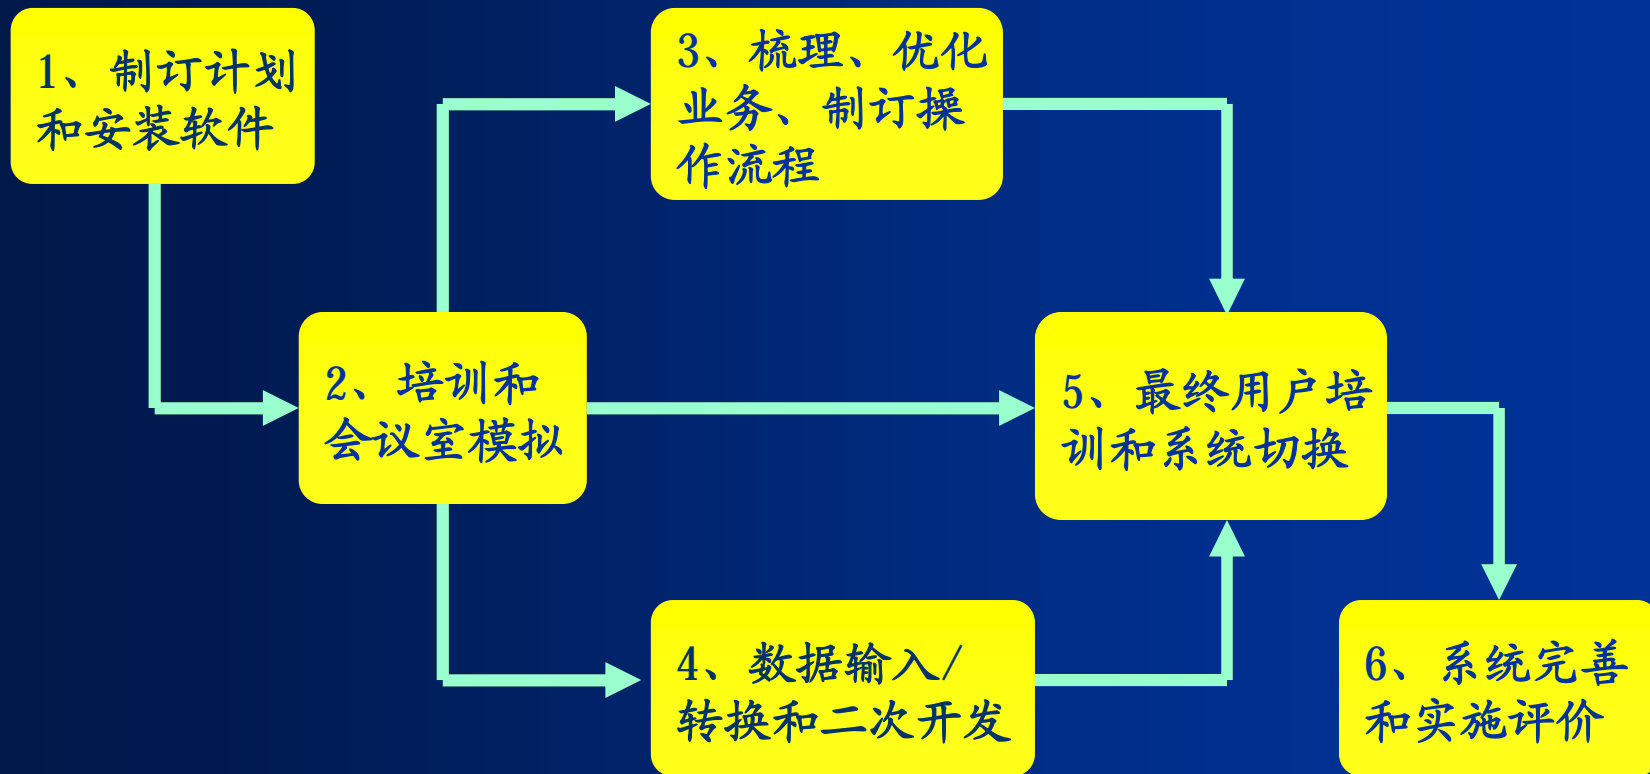 1、制订计划
和安装软件
3、梳理、优化
业务、制订操
作流程
2、培训和
会议室模拟
5、最终用户培
训和系统切换
4、数据输入/
转换和二次开发
6、系统完善
和实施评价